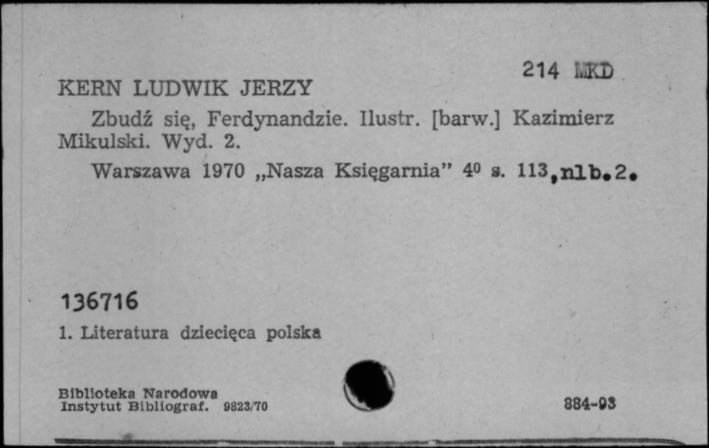 214 MKD
KERN LUDWIK JERZY
Zbudź się, Ferdynandzie. Ilustr. [barw.] Kazimierz
Mikulski. Wyd. 2.
Warszawa 1970 „Nasza Księgarnia” 4⁰ s. 113,nlb.2.
136716
1. Literatura dziecięca polska
Biblioteka Narodowa
Instytut Bibliograf. 9823/70
884-93